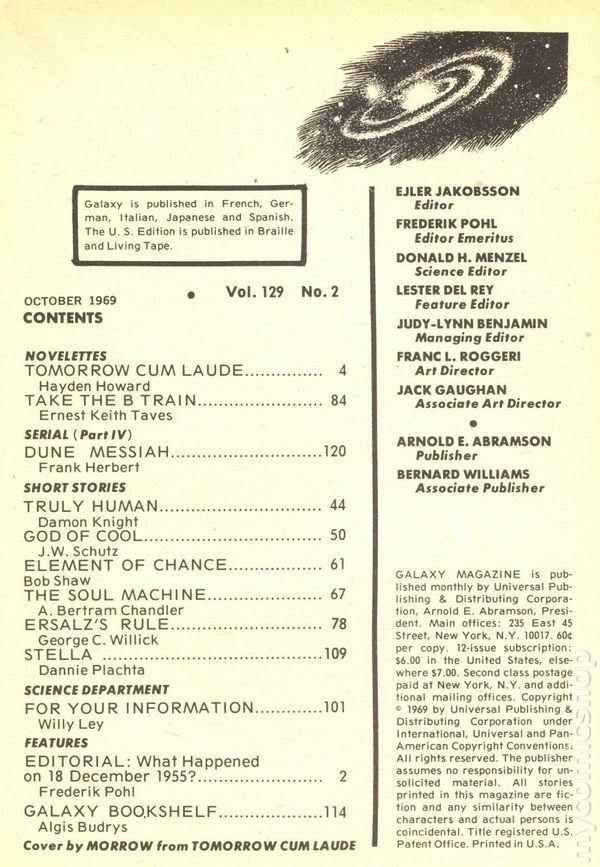 Galaxy is published in French, Ger-
man, Italian, Japanese and Spanish.
The U. S. Edition is published in Braille
and Living Tape.
OCTOBER 1969 • Vol. 129 No. 2
CONTENTS
NOVELETTES
TOMORROW CUM LAUDE............... 4
Hayden Howard
TAKE THE B TRAIN....................... 84
Ernest Keith Taves
SERIAL (Part IV)
DUNE MESSIAH............................120
Frank Herbert
SHORT STORIES
TRULY HUMAN.............................. 44
Damon Knight
GOD OF COOL................................ 50
J.W. Schutz
ELEMENT OF CHANCE.................. 61
Bob Shaw
THE SOUL MACHINE...................... 67
A. Bertram Chandler
ERSALZ'S RULE............................ 78
George C. Willick
STELLA ........................................109
Dannie Plachta
SCIENCE DEPARTMENT
FOR YOUR INFORMATION............101
Willy Ley
FEATURES
EDITORIAL: What Happened
on 18 December 1955?....................... 2
Frederik Pohl
GALAXY BOOKSHELF...................114
Algis Budrys
Cover by MORROW from TOMORROW CUM LAUDE
EJLER JAKOBSSON
Editor
FREDERIK POHL
Editor Emeritus
DONALD H. MENZEL
Science Editor
LESTER DEL REY
Feature Editor
JUDY-LYNN BENJAMIN
Managing Editor
FRANC L. ROGGERI
Art Director
JACK GAUGHAN
Associate Art Director
•
ARNOLD E. ABRAMSON
Publisher
BERNARD WILLIAMS
Associate Publisher
GALAXY MAGAZINE is pub-
lished monthly by Universal Pub-
lishing & Distributing Corpora-
tion, Arnold E. Abramson, Presi-
dent. Main offices: 235 East 45
Street, New York, N.Y. 10017. 60¢
per copy. 12-issue subscription:
$6.00 in the United States, else-
where $7.00. Second class postage
paid at New York, N.Y. and addi-
tional mailing offices. Copyright
© 1969 by Universal Publishing &
Distributing Corporation under
International, Universal and Pan-
American Copyright Conventions.
All rights reserved. The publisher
assumes no responsibility for un-
solicited material. All stories
printed in this magazine are fic-
tion and any similarity between
characters and actual persons is
coincidental. Title registered U.S.
Patent Office. Printed in U.S.A.
mycomicshop